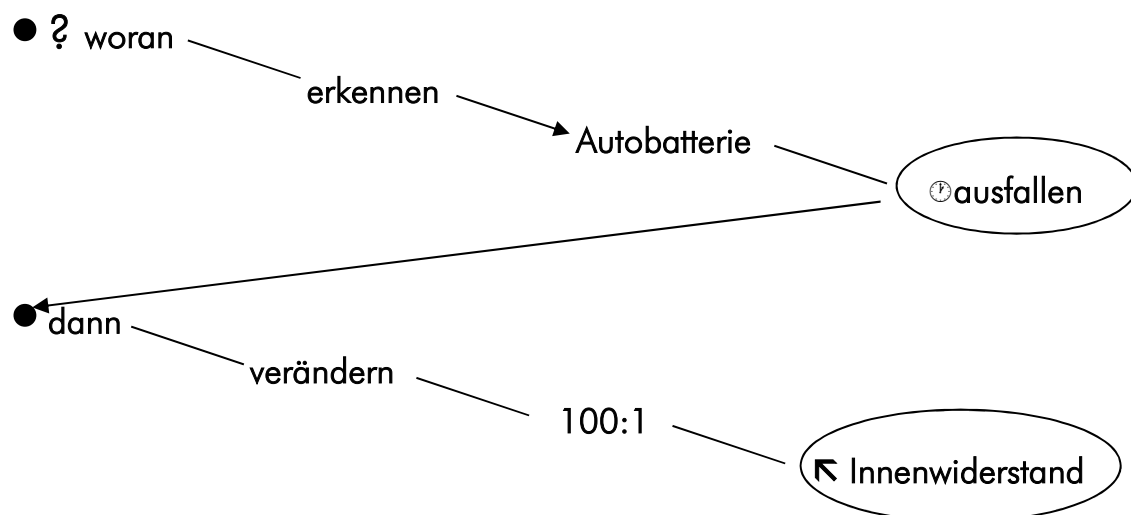 ? woran
erkennen
Autobatterie
ausfallen
dann
verändern
100:1
Innenwiderstand